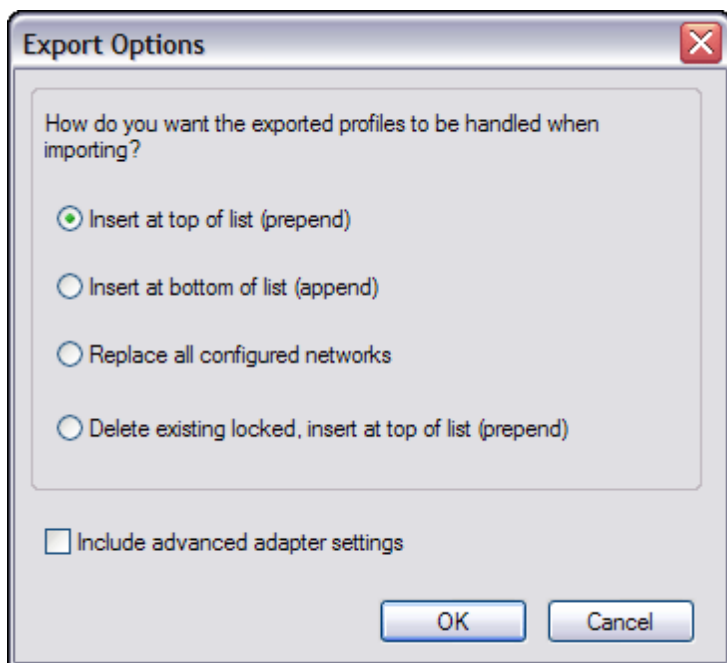 Export Options
How do you want the exported profiles to be handled when
importing?
Insert at top of list (prepend)
Insert at bottom of list (append)
Replace all configured networks
Delete existing locked, insert at top of list (prepend)
Include advanced adapter settings
OK Cancel